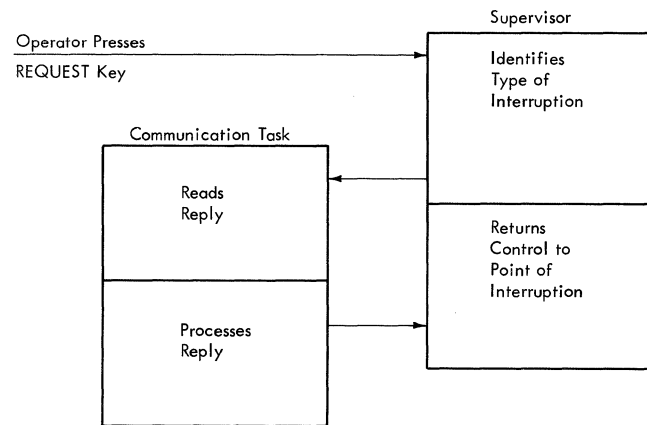 Supervisor
Operator Presses
REQUEST Key
Identifies
Type of
Interruption
Communication Task
Reads
Reply
Returns
Control to
Point of
Interruption
Processes
Reply